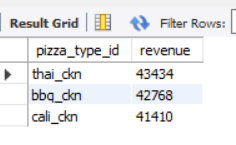 Result Grid Filter Rows:
pizza_type_id revenue
thai_ckn 43434
bbq_ckn 42768
cali_ckn 41410